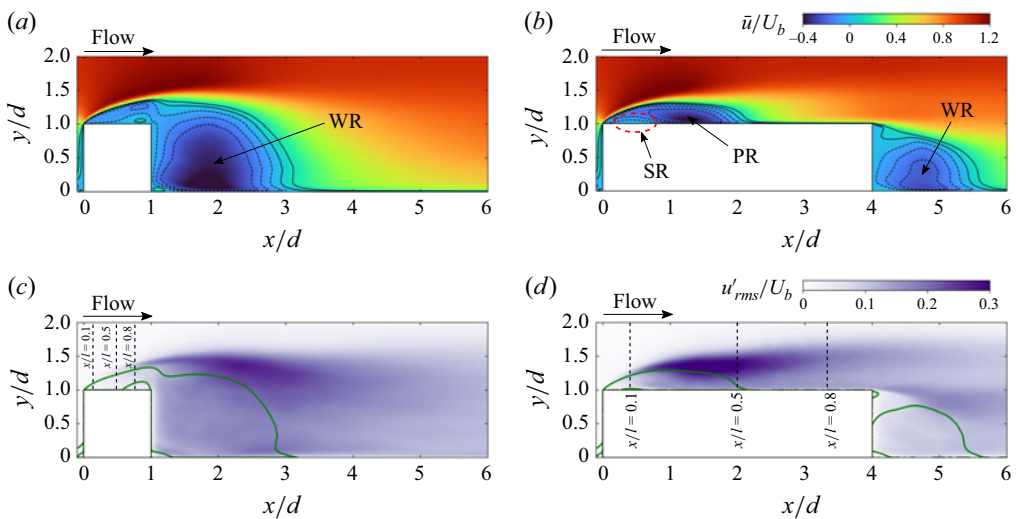 (a)
Flow
2.0
1.5
y/d
1.0
0.5
0
WR
0 1 2 3 4 5 6
x/d
(b)
Flow
ū/U_b
–0.4 0 0.4 0.8 1.2
2.0
1.5
y/d
1.0
0.5
0
SR
PR
WR
0 1 2 3 4 5 6
x/d
(c)
Flow
2.0
1.5
y/d
1.0
0.5
0
x/l = 0.1
x/l = 0.5
x/l = 0.8
0 1 2 3 4 5 6
x/d
(d)
Flow
u′_rms/U_b
0 0.1 0.2 0.3
2.0
1.5
y/d
1.0
0.5
0
x/l = 0.1
x/l = 0.5
x/l = 0.8
0 1 2 3 4 5 6
x/d